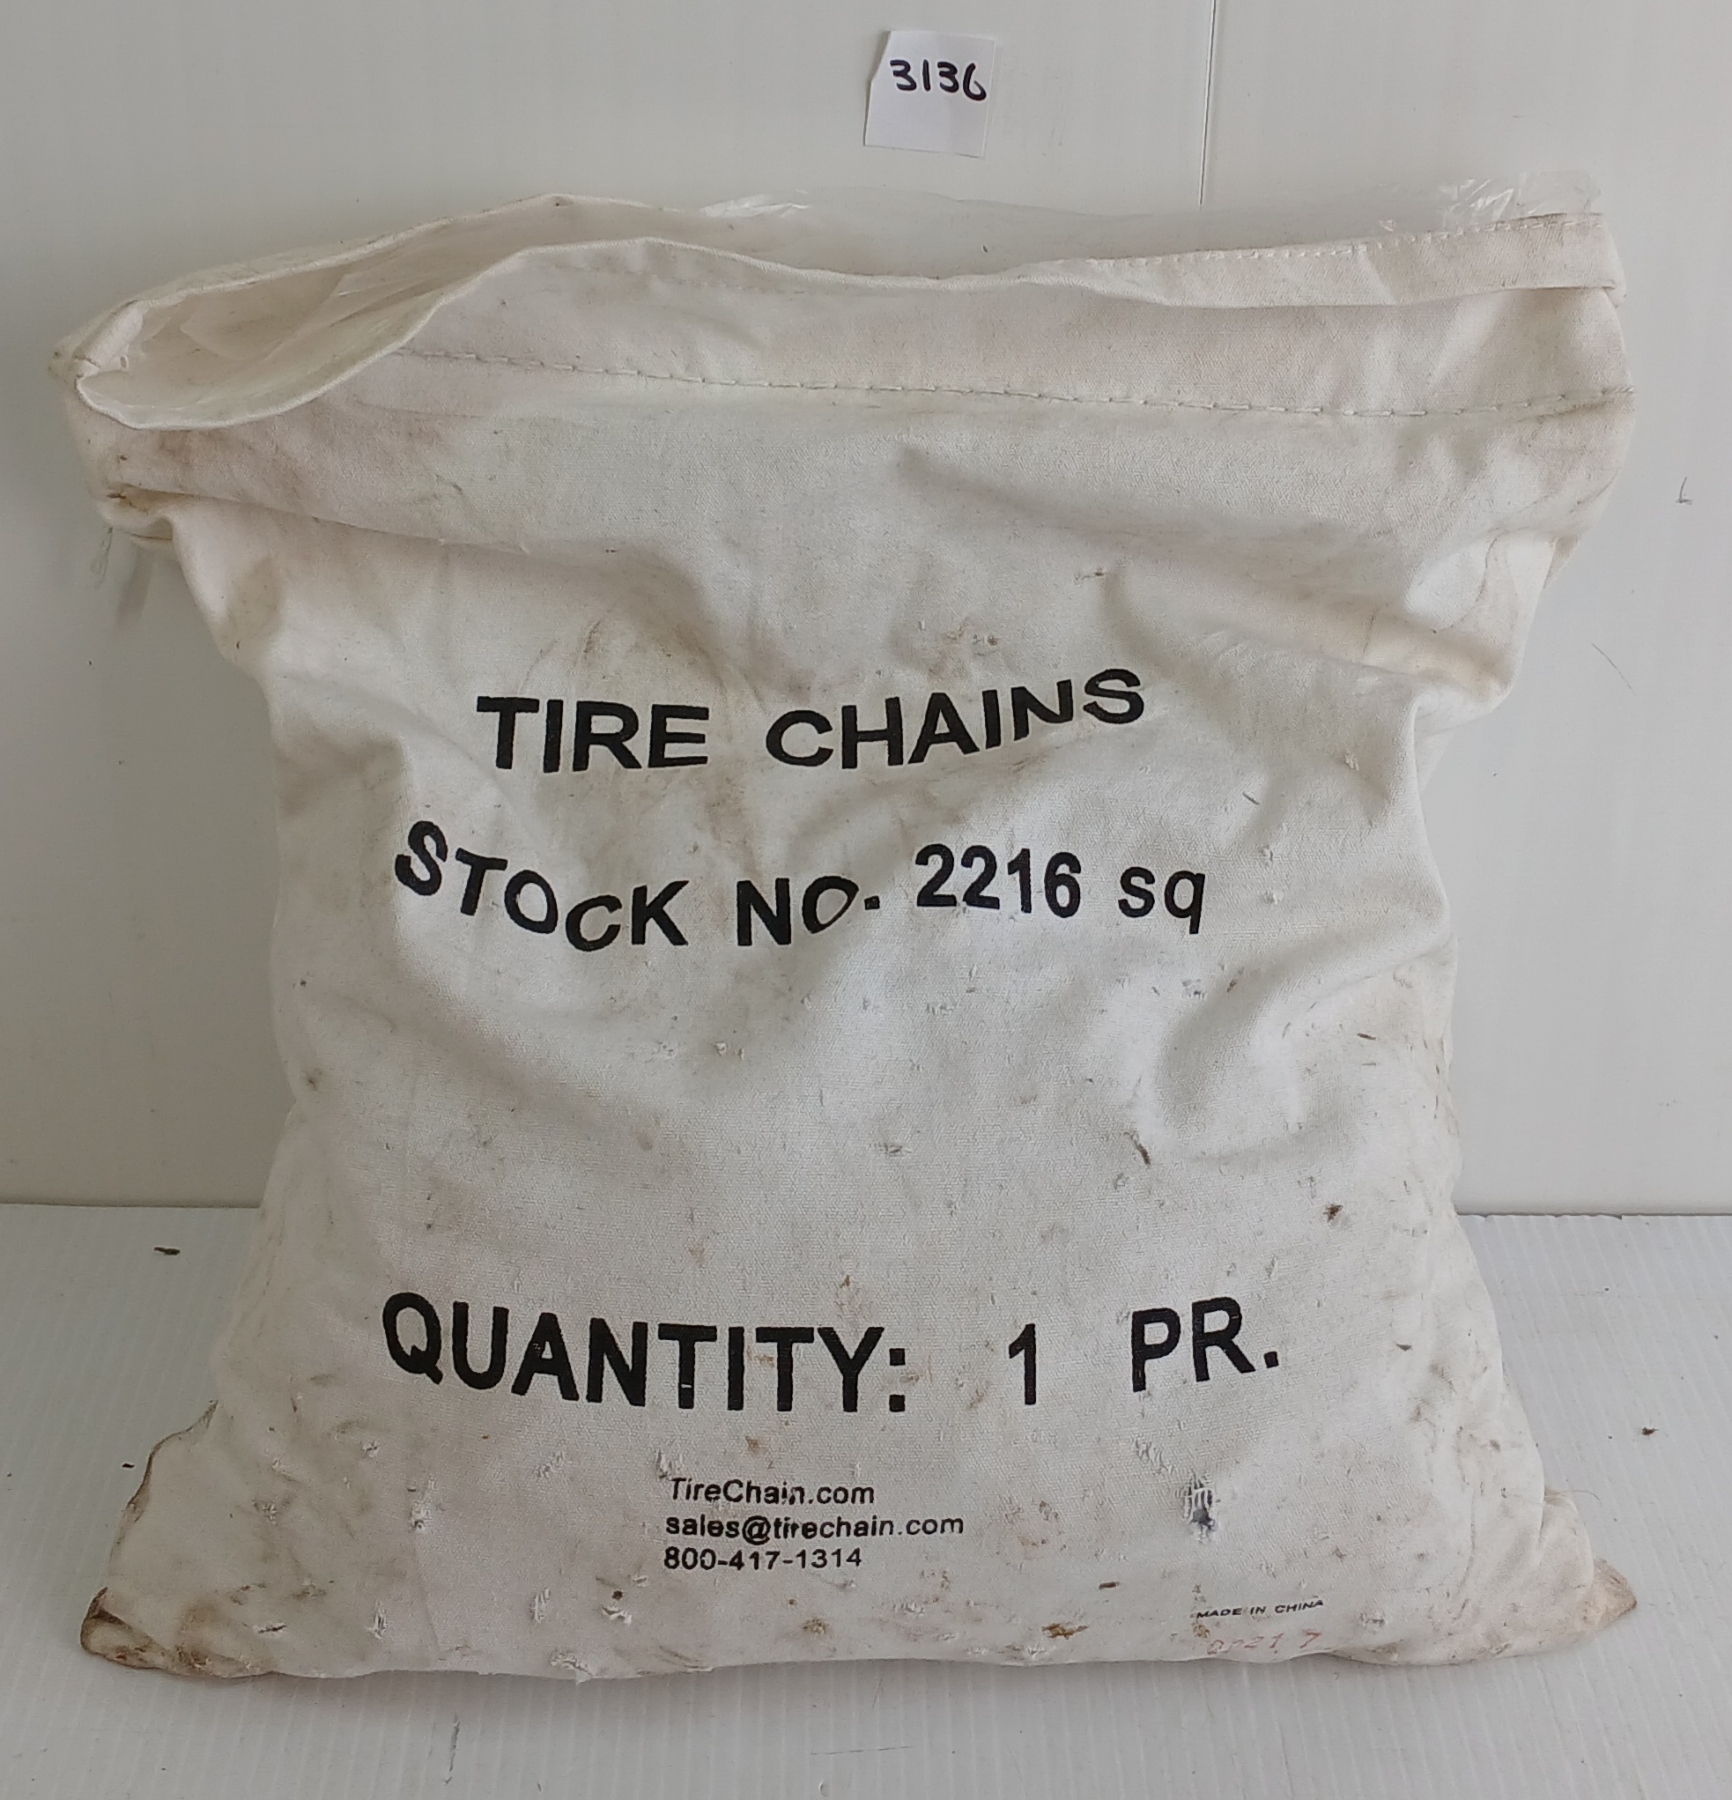 3136
TIRE CHAINS
STOCK NO. 2216 sq
QUANTITY: 1 PR.
TireChain.com
sales@tirechain.com
800-417-1314
MADE IN CHINA